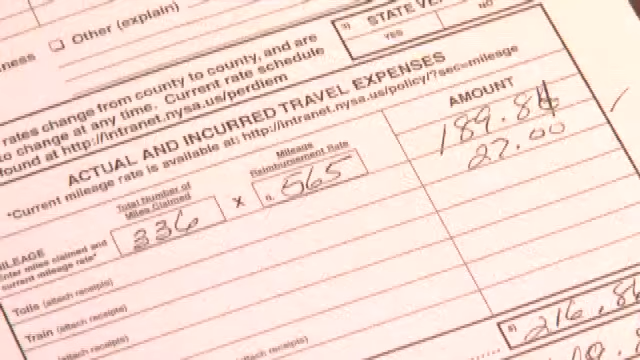 Other (explain)
STATE VE
YES NO
rates change from county to county, and are
to change at any time. Current rate schedule
found at http://intranet.nysa.us/perdiem
ACTUAL AND INCURRED TRAVEL EXPENSES
*Current mileage rate is available at; http://intranet.nysa.us/policy/?sec=mileage
AMOUNT
Total Number of
Miles Claimed
Mileage
Reimbursement Rate
MILEAGE
Enter miles claimed and
current mileage rate*
336 X .565
189.84
27.00
Tolls (attach receipts)
Train (attach receipts)
216.8